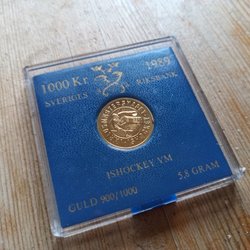 1000 Kr. 1989
SVERIGES RIKSBANK
ISHOCKEY VM
GULD 900/1000 5,8 GRAM